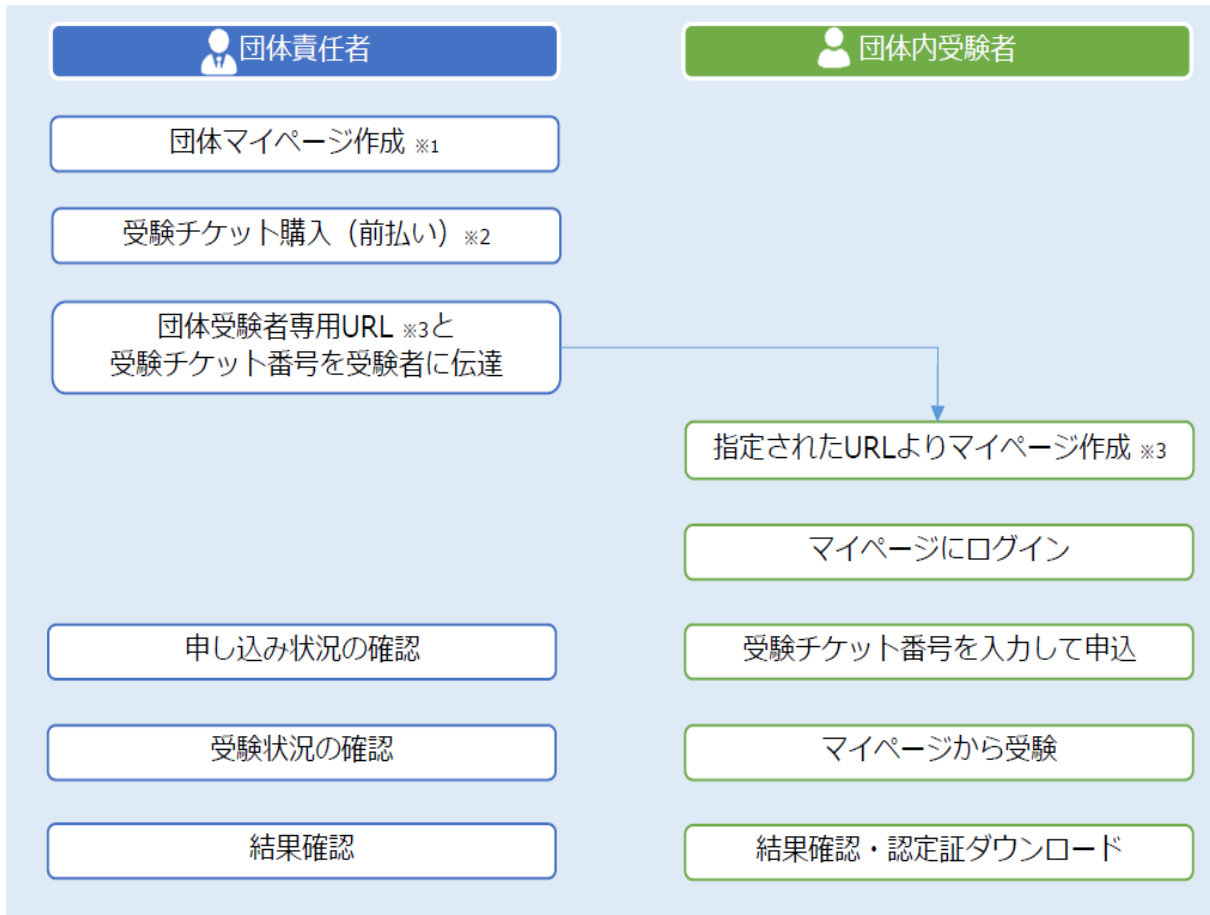 団体責任者
団体内受験者
団体マイページ作成 ※1
受験チケット購入（前払い）※2
団体受験者専用URL ※3と
受験チケット番号を受験者に伝達
指定されたURLよりマイページ作成 ※3
マイページにログイン
申し込み状況の確認
受験チケット番号を入力して申込
受験状況の確認
マイページから受験
結果確認
結果確認・認定証ダウンロード